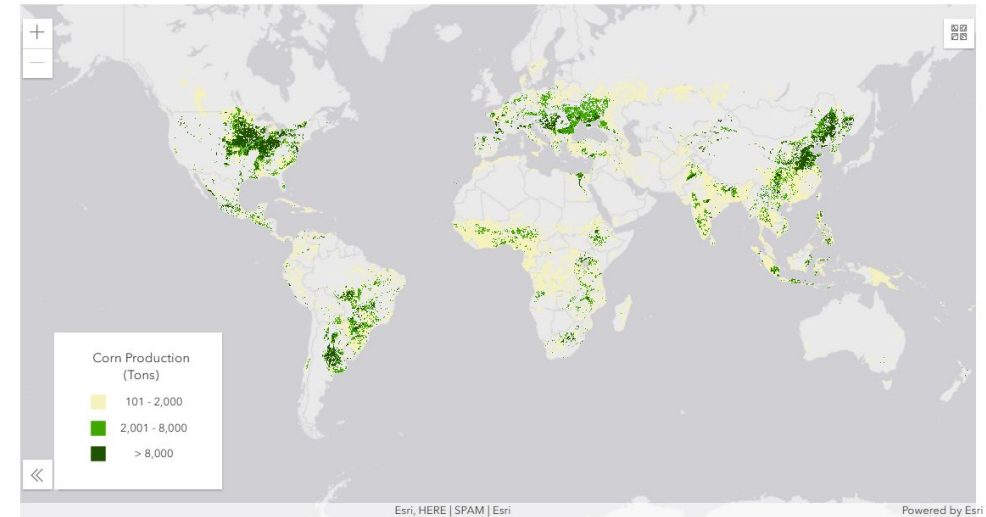 Corn Production
(Tons)
101 - 2,000
2,001 - 8,000
> 8,000
Esri, HERE | SPAM | Esri
Powered by Esri